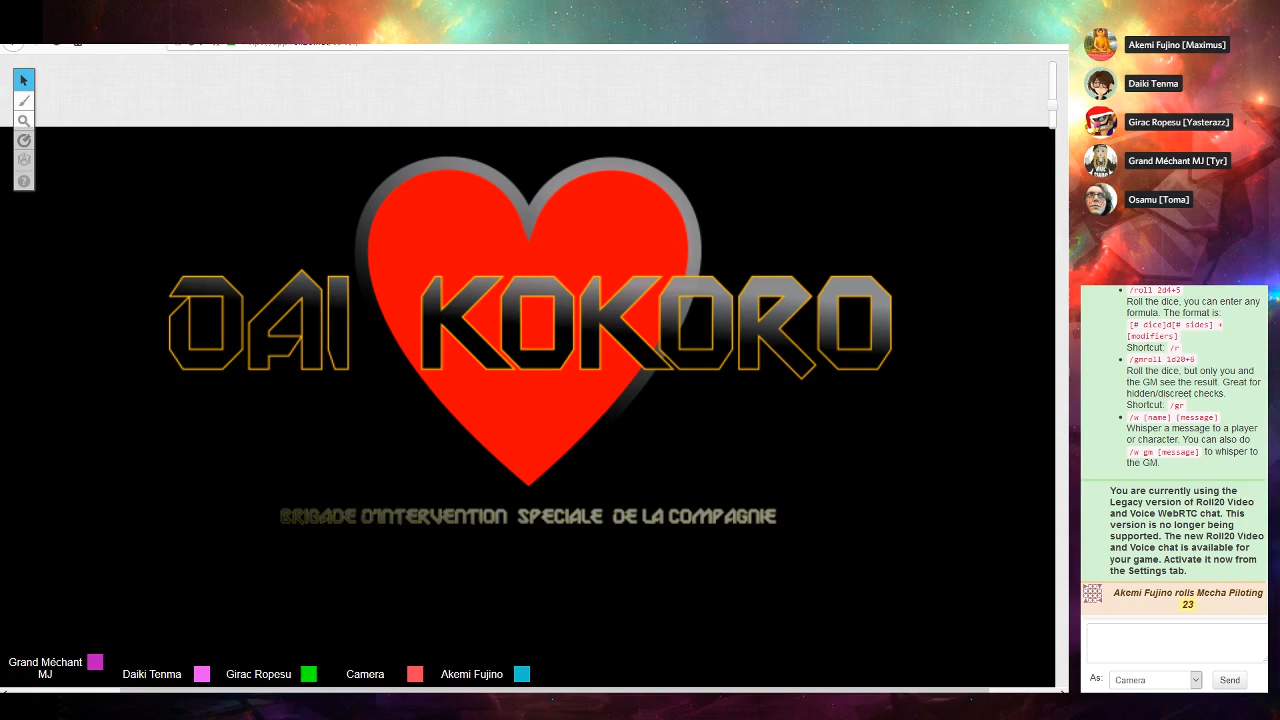 Akemi Fujino [Maximus]
Daiki Tenma
Girac Ropesu [Yasterazz]
Grand Méchant MJ [Tyr]
Osamu [Toma]
DAI KOKORO
BRIGADE D'INTERVENTION SPECIALE DE LA COMPAGNIE
/roll 2d4+5
Roll the dice, you can enter any
formula. The format is:
[# dice]d[# sides] +
[modifiers]
Shortcut: /r
/gmroll 1d20+6
Roll the dice, but only you and
the GM see the result. Great for
hidden/discreet checks.
Shortcut: /gr
/w [name] [message]
Whisper a message to a player
or character. You can also do
/w gm [message] to whisper to
the GM.
You are currently using the
Legacy version of Roll20 Video
and Voice WebRTC chat. This
version is no longer being
supported. The new Roll20 Video
and Voice chat is available for
your game. Activate it now from
the Settings tab.
Akemi Fujino rolls Mecha Piloting
23
As: Camera Send
Grand Méchant
MJ
Daiki Tenma
Girac Ropesu
Camera
Akemi Fujino